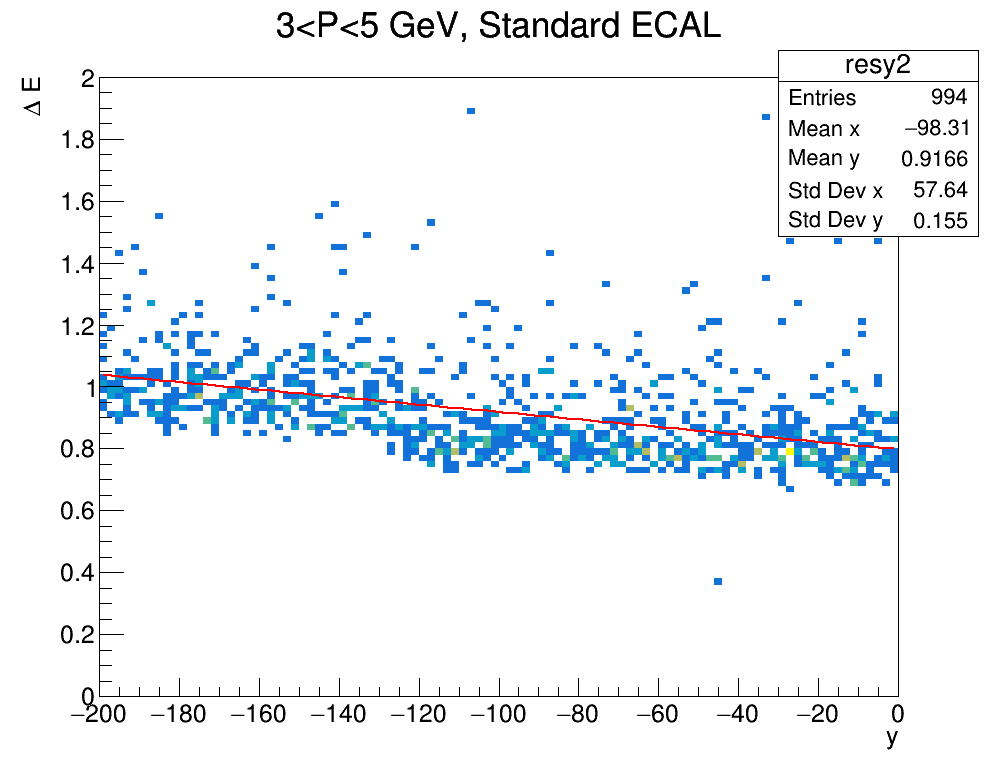 3<P<5 GeV, Standard ECAL
resy2
Entries 994
Mean x −98.31
Mean y 0.9166
Std Dev x 57.64
Std Dev y 0.155
Δ E
2
1.8
1.6
1.4
1.2
1
0.8
0.6
0.4
0.2
0
−200 −180 −160 −140 −120 −100 −80 −60 −40 −20 0
y